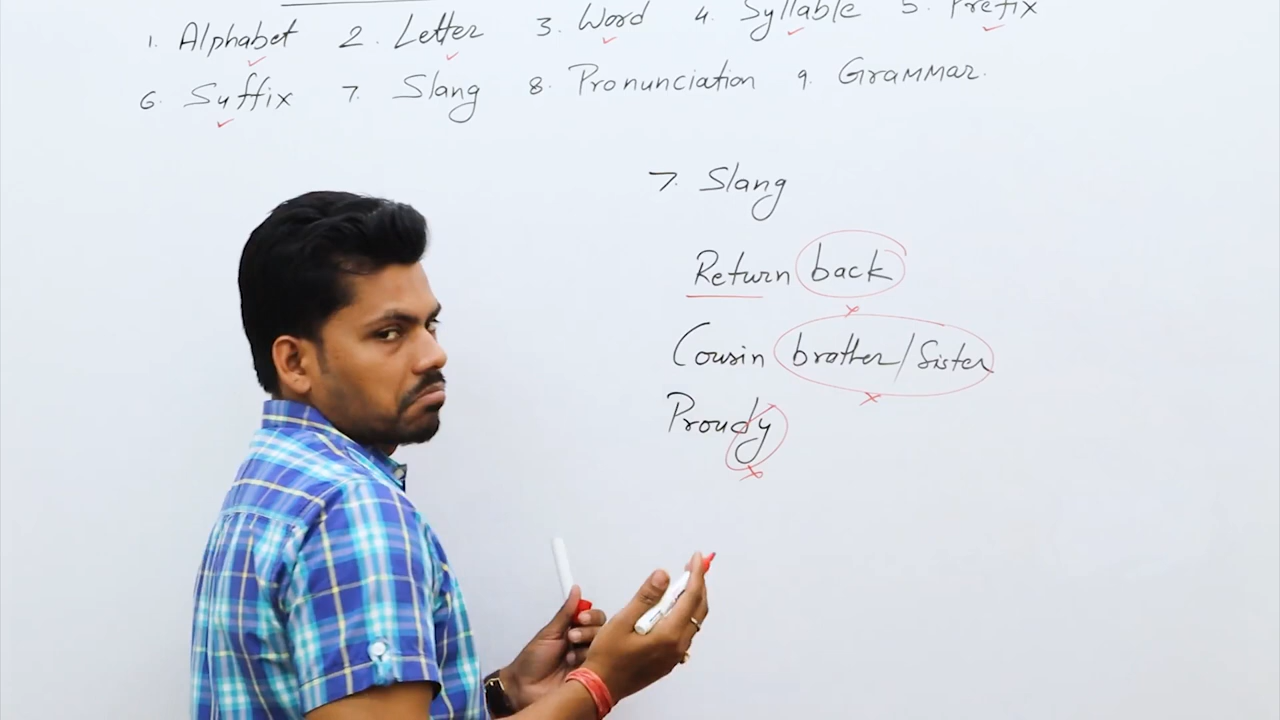 1. Alphabet 2. Letter 3. Word 4. Syllable 5. Prefix
6. Suffix 7. Slang 8. Pronunciation 9. Grammar.
7. Slang
Return back
Cousin brather/Sister
Proudy